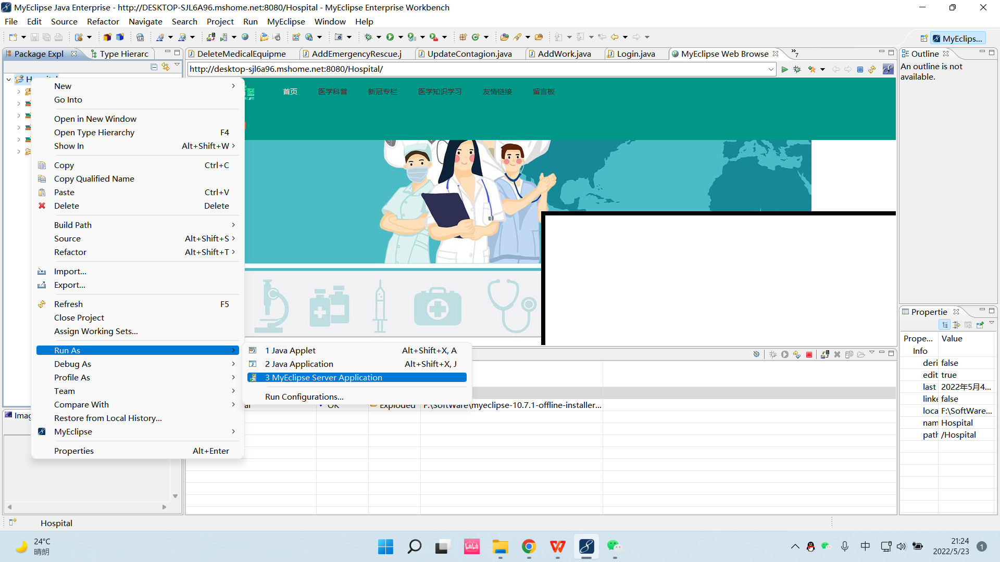 MyEclipse Java Enterprise - http://DESKTOP-SJL6A96.mshome.net:8080/Hospital - MyEclipse Enterprise Workbench
File Edit Source Refactor Navigate Search Project Run MyEclipse Window Help
MyEclips...
Package Expl Type Hierarc
DeleteMedicalEquipme AddEmergencyRescue.j UpdateContagion.java AddWork.java Login.java MyEclipse Web Browse 7
Outline
http://desktop-sjl6a96.mshome.net:8080/Hospital/
An outline is not
available.
首页 医学科普 新冠专栏 医学知识学习 友情链接 留言板
New
Go Into
Open in New Window
Open Type Hierarchy F4
Show In Alt+Shift+W
Copy Ctrl+C
Copy Qualified Name
Paste Ctrl+V
Delete Delete
Build Path
Source Alt+Shift+S
Refactor Alt+Shift+T
Import...
Export...
Refresh F5
Close Project
Assign Working Sets...
Run As
Debug As
Profile As
Team
Compare With
Restore from Local History...
MyEclipse
Properties Alt+Enter
1 Java Applet Alt+Shift+X, A
2 Java Application Alt+Shift+X, J
3 MyEclipse Server Application
Run Configurations...
OK Exploded F:\SoftWare\myeclipse-10.7.1-offline-installer...
Propertie
Prope... Value
Info
deri false
edit true
last 2022年5月4...
linke false
loca F:\SoftWare...
nam Hospital
path /Hospital
Imag
Hospital
24°C
晴朗
bilibili
中
21:24
2022/5/23
1